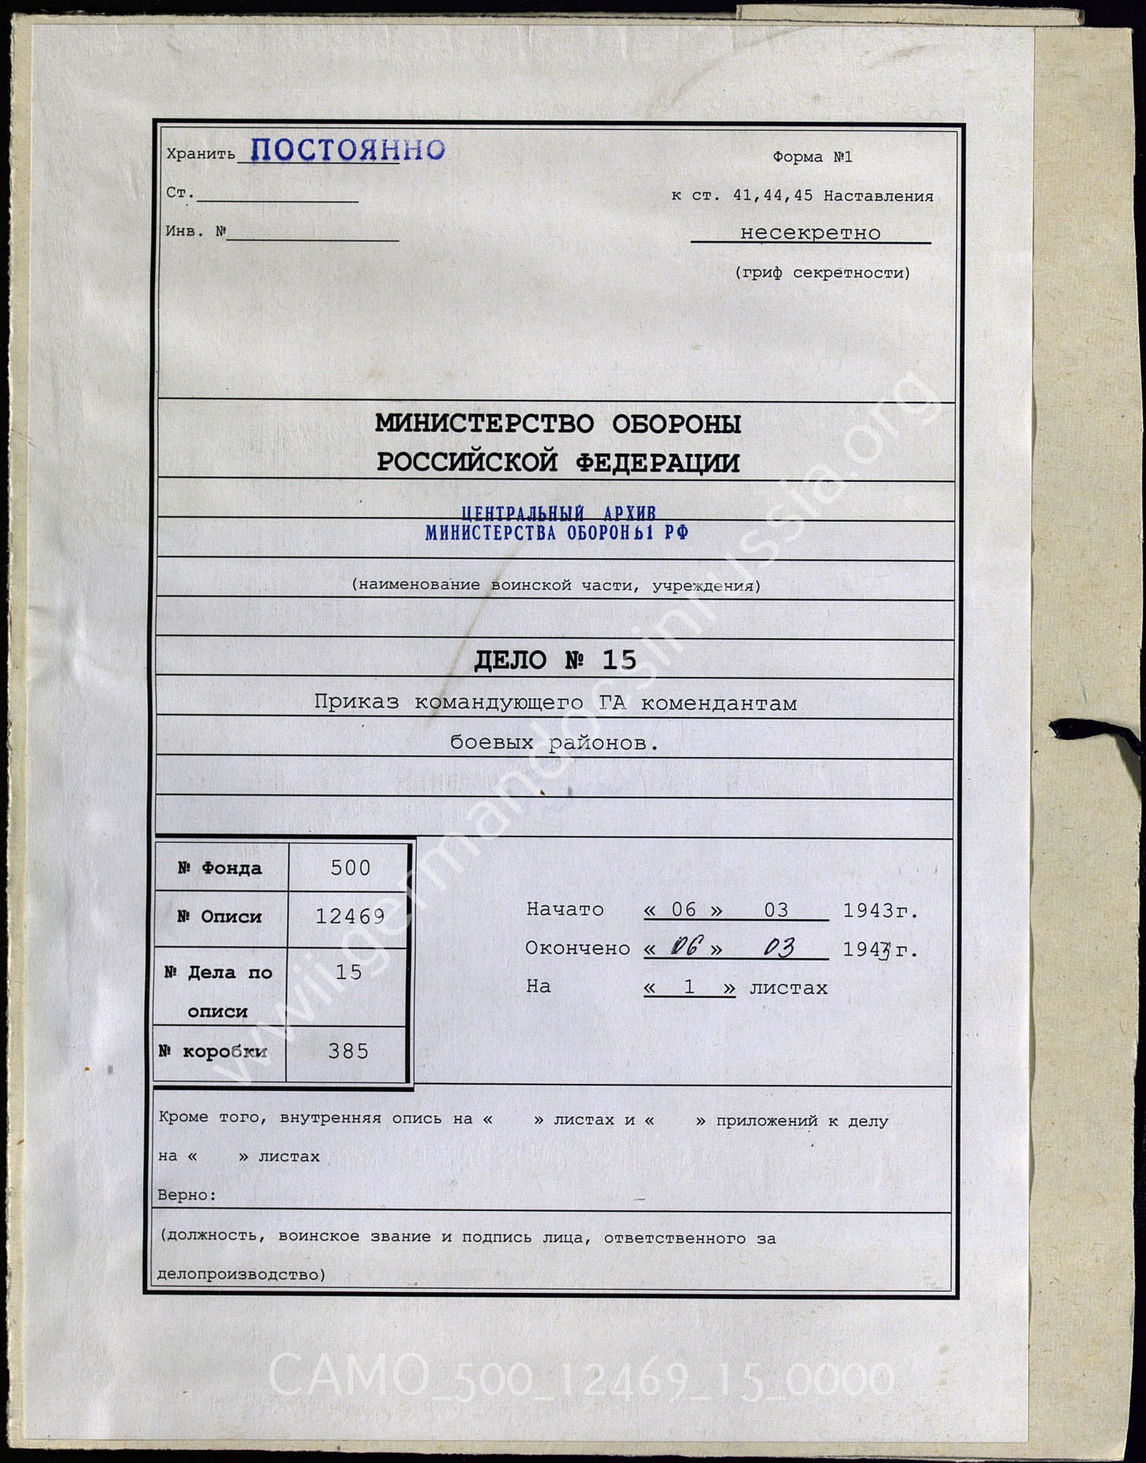 Хранить ПОСТОЯННО
Форма №1
Ст.
к ст. 41,44,45 Наставления
Инв. №
несекретно
(гриф секретности)
МИНИСТЕРСТВО ОБОРОНЫ
РОССИЙСКОЙ ФЕДЕРАЦИИ
ЦЕНТРАЛЬНЫЙ АРХИВ
МИНИСТЕРСТВА ОБОРОНЫ РФ
(наименование воинской части, учреждения)
ДЕЛО № 15
Приказ командующего ГА комендантам
боевых районов.
№ Фонда 500
№ Описи 12469
№ Дела по описи 15
№ коробки 385
Начато « 06 » 03 1943г.
Окончено « 06 » 03 1943г.
На « 1 » листах
Кроме того, внутренняя опись на « » листах и « » приложений к делу
на « » листах
Верно:
(должность, воинское звание и подпись лица, ответственного за
делопроизводство)
wwii.germandocsinrussia.org
CAMO_500_12469_15_0000